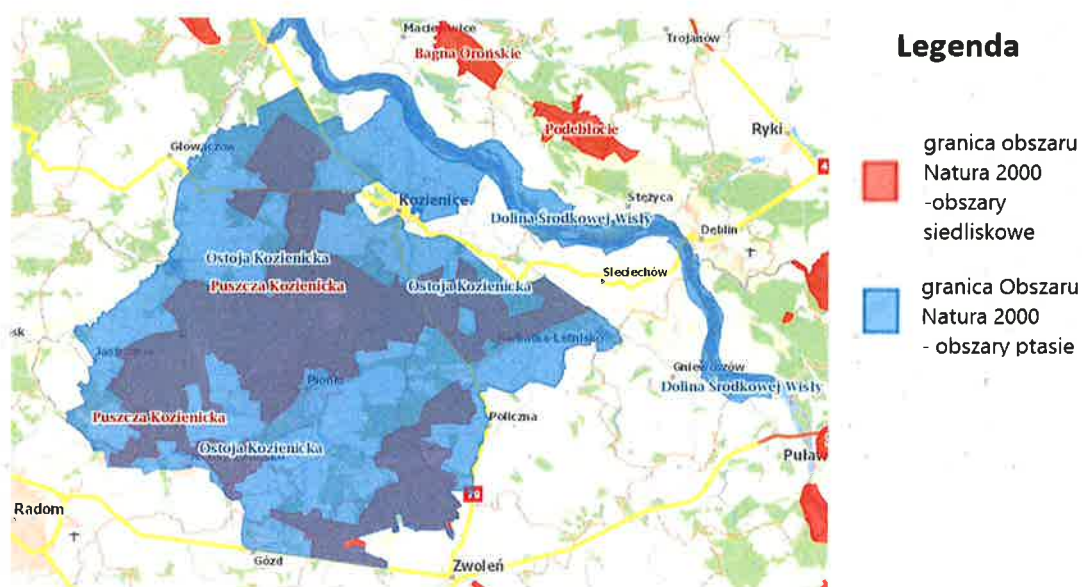 Maciejowice
Trojanów
Bagna Orońskie
Podebłocie
Ryki
Głowaczów
Kozienice
Stężyca
Dolina Środkowej Wisły
Dęblin
Ostoja Kozienicka
Puszcza Kozienicka
Ostoja Kozienicka
Sieciechów
Pionki
Gniewoszów
Dolina Środkowej Wisły
Puszcza Kozienicka
Policzna
Ostoja Kozienicka
Puław
Radom
Gózd
Zwoleń
Legenda
granica obszaru
Natura 2000
-obszary
siedliskowe
granica Obszaru
Natura 2000
- obszary ptasie